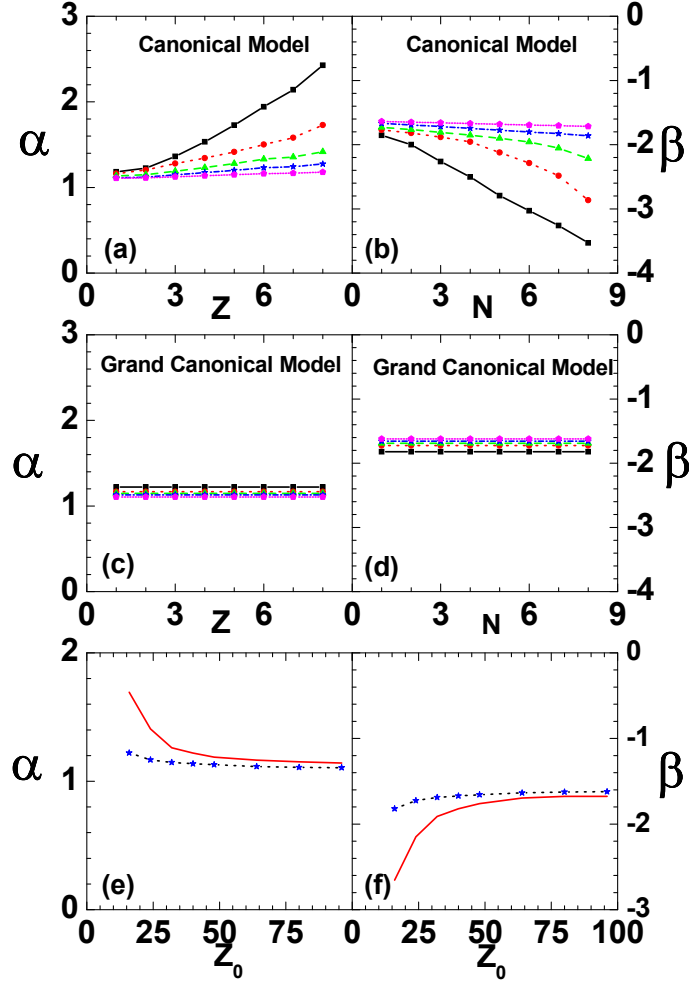 3 Canonical Model Canonical Model 0
2 -1
α -2 β
1 -3
(a) (b)
0 -4
0 3 6 0 3 6 9
Z N
3 Grand Canonical Model Grand Canonical Model 0
2 -1
α -2 β
1 -3
(c) (d)
0 -4
0 3 6 0 3 6 9
Z N
2 0
-1
α 1 β
-2
(e) (f)
0 -3
0 25 50 75 0 25 50 75 100
Z₀ Z₀